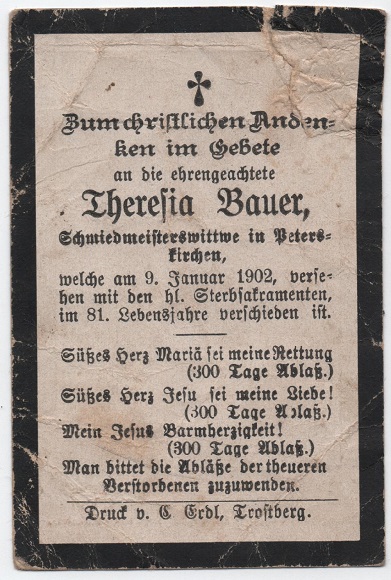 Zum christlichen Anden-
ken im Gebete
an die ehrengeachtete
Theresia Bauer,
Schmiedmeisterswittwe in Peters-
kirchen,
welche am 9. Januar 1902, verse-
hen mit den hl. Sterbsakramenten,
im 81. Lebensjahre verschieden ist.
Süßes Herz Mariä sei meine Rettung
(300 Tage Ablaß.)
Süßes Herz Jesu sei meine Liebe!
(300 Tage Ablaß.)
Mein Jesus Barmherzigkeit!
(300 Tage Ablaß.)
Man bittet die Abläße der theueren
Verstorbenen zuzuwenden.
Druck v. C Erdl, Trostberg.